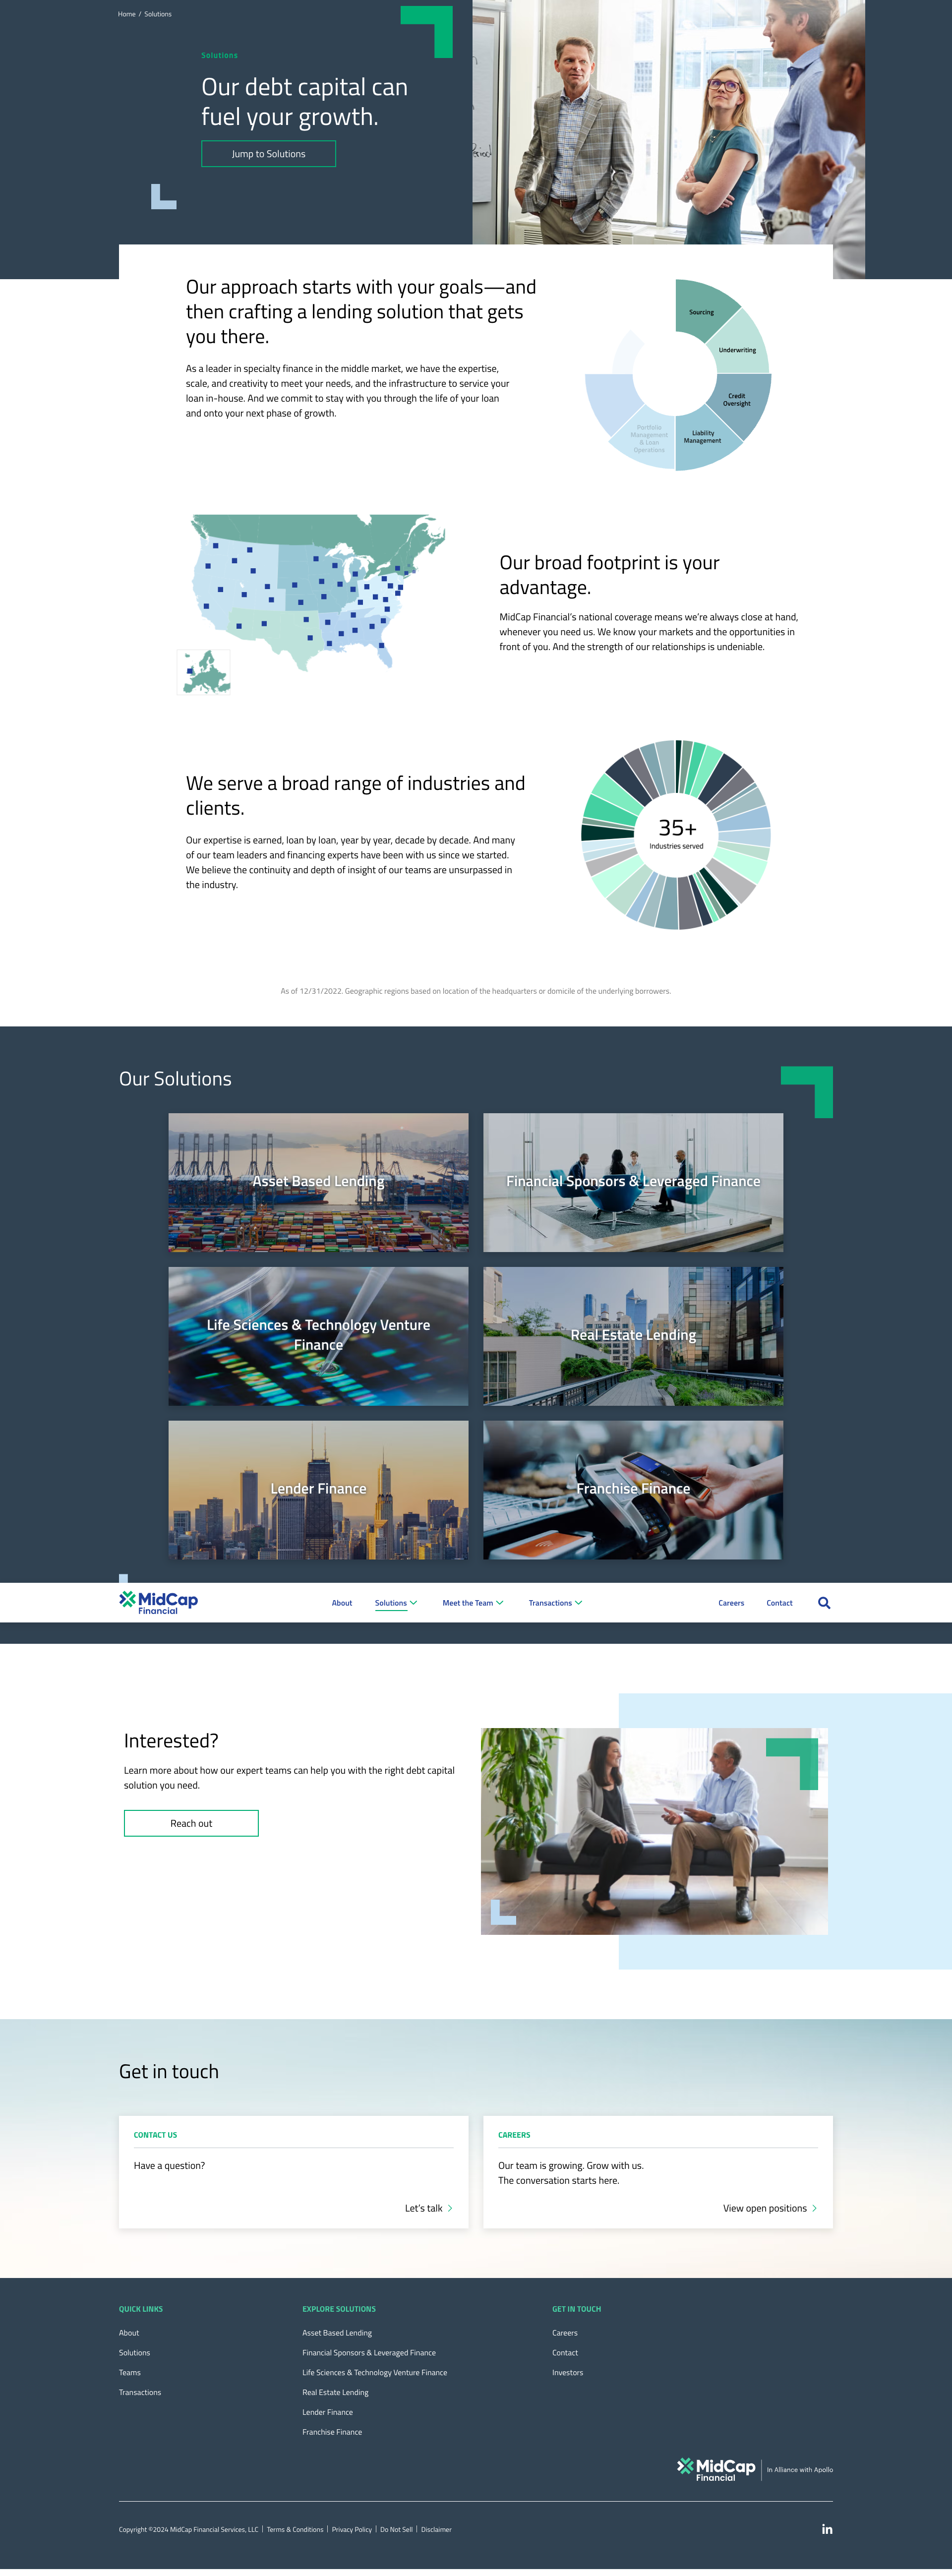 Home / Solutions
Solutions
Our debt capital can
fuel your growth.
Jump to Solutions
Our approach starts with your goals—and
then crafting a lending solution that gets
you there.
As a leader in specialty finance in the middle market, we have the expertise,
scale, and creativity to meet your needs, and the infrastructure to service your
loan in-house. And we commit to stay with you through the life of your loan
and onto your next phase of growth.
Sourcing
Underwriting
Credit
Oversight
Liability
Management
Portfolio
Management
& Loan
Operations
Our broad footprint is your
advantage.
MidCap Financial's national coverage means we're always close at hand,
whenever you need us. We know your markets and the opportunities in
front of you. And the strength of our relationships is undeniable.
We serve a broad range of industries and
clients.
Our expertise is earned, loan by loan, year by year, decade by decade. And many
of our team leaders and financing experts have been with us since we started.
We believe the continuity and depth of insight of our teams are unsurpassed in
the industry.
35+
Industries served
As of 12/31/2022. Geographic regions based on location of the headquarters or domicile of the underlying borrowers.
Our Solutions
Asset Based Lending
Financial Sponsors & Leveraged Finance
Life Sciences & Technology Venture
Finance
Real Estate Lending
Lender Finance
Franchise Finance
MidCap
Financial
About
Solutions
Meet the Team
Transactions
Careers
Contact
Interested?
Learn more about how our expert teams can help you with the right debt capital
solution you need.
Reach out
Get in touch
CONTACT US
Have a question?
Let's talk
CAREERS
Our team is growing. Grow with us.
The conversation starts here.
View open positions
QUICK LINKS
About
Solutions
Teams
Transactions
EXPLORE SOLUTIONS
Asset Based Lending
Financial Sponsors & Leveraged Finance
Life Sciences & Technology Venture Finance
Real Estate Lending
Lender Finance
Franchise Finance
GET IN TOUCH
Careers
Contact
Investors
MidCap
Financial
In Alliance with Apollo
Copyright ©2024 MidCap Financial Services, LLC | Terms & Conditions | Privacy Policy | Do Not Sell | Disclaimer
in